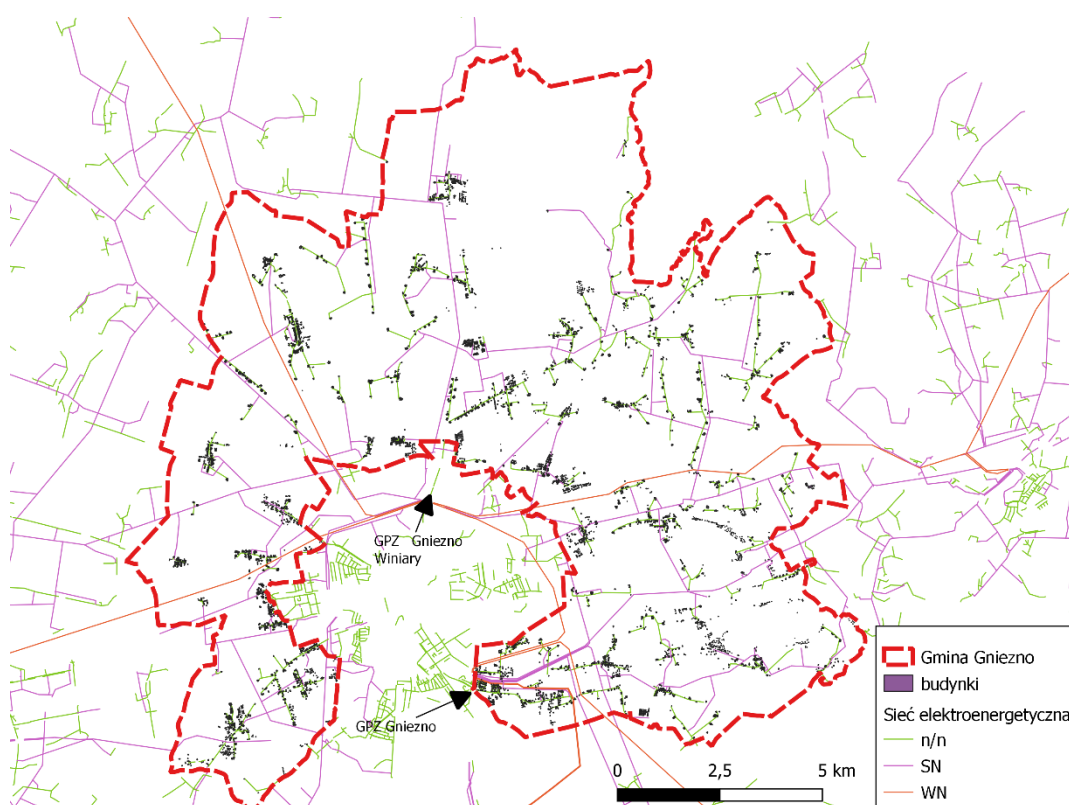 GPZ Gniezno
Winiary
GPZ Gniezno
Gmina Gniezno
budynki
Sieć elektroenergetyczna
n/n
SN
WN
0 2,5 5 km